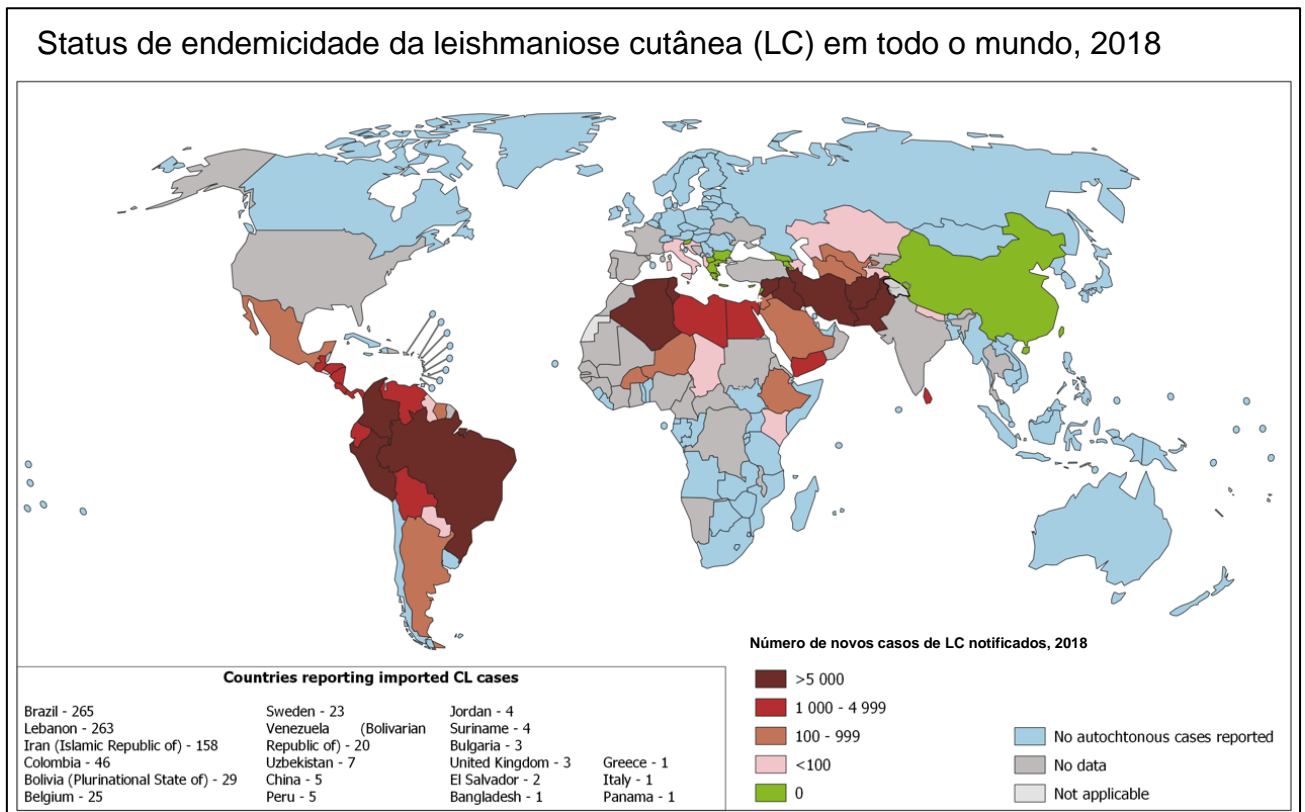 Status de endemicidade da leishmaniose cutânea (LC) em todo o mundo, 2018
Número de novos casos de LC notificados, 2018
>5 000
1 000 - 4 999
100 - 999
<100
0
No autochtonous cases reported
No data
Not applicable
Countries reporting imported CL cases
Brazil - 265
Lebanon - 263
Iran (Islamic Republic of) - 158
Colombia - 46
Bolivia (Plurinational State of) - 29
Belgium - 25
Sweden - 23
Venezuela (Bolivarian
Republic of) - 20
Uzbekistan - 7
China - 5
Peru - 5
Jordan - 4
Suriname - 4
Bulgaria - 3
United Kingdom - 3
El Salvador - 2
Bangladesh - 1
Greece - 1
Italy - 1
Panama - 1